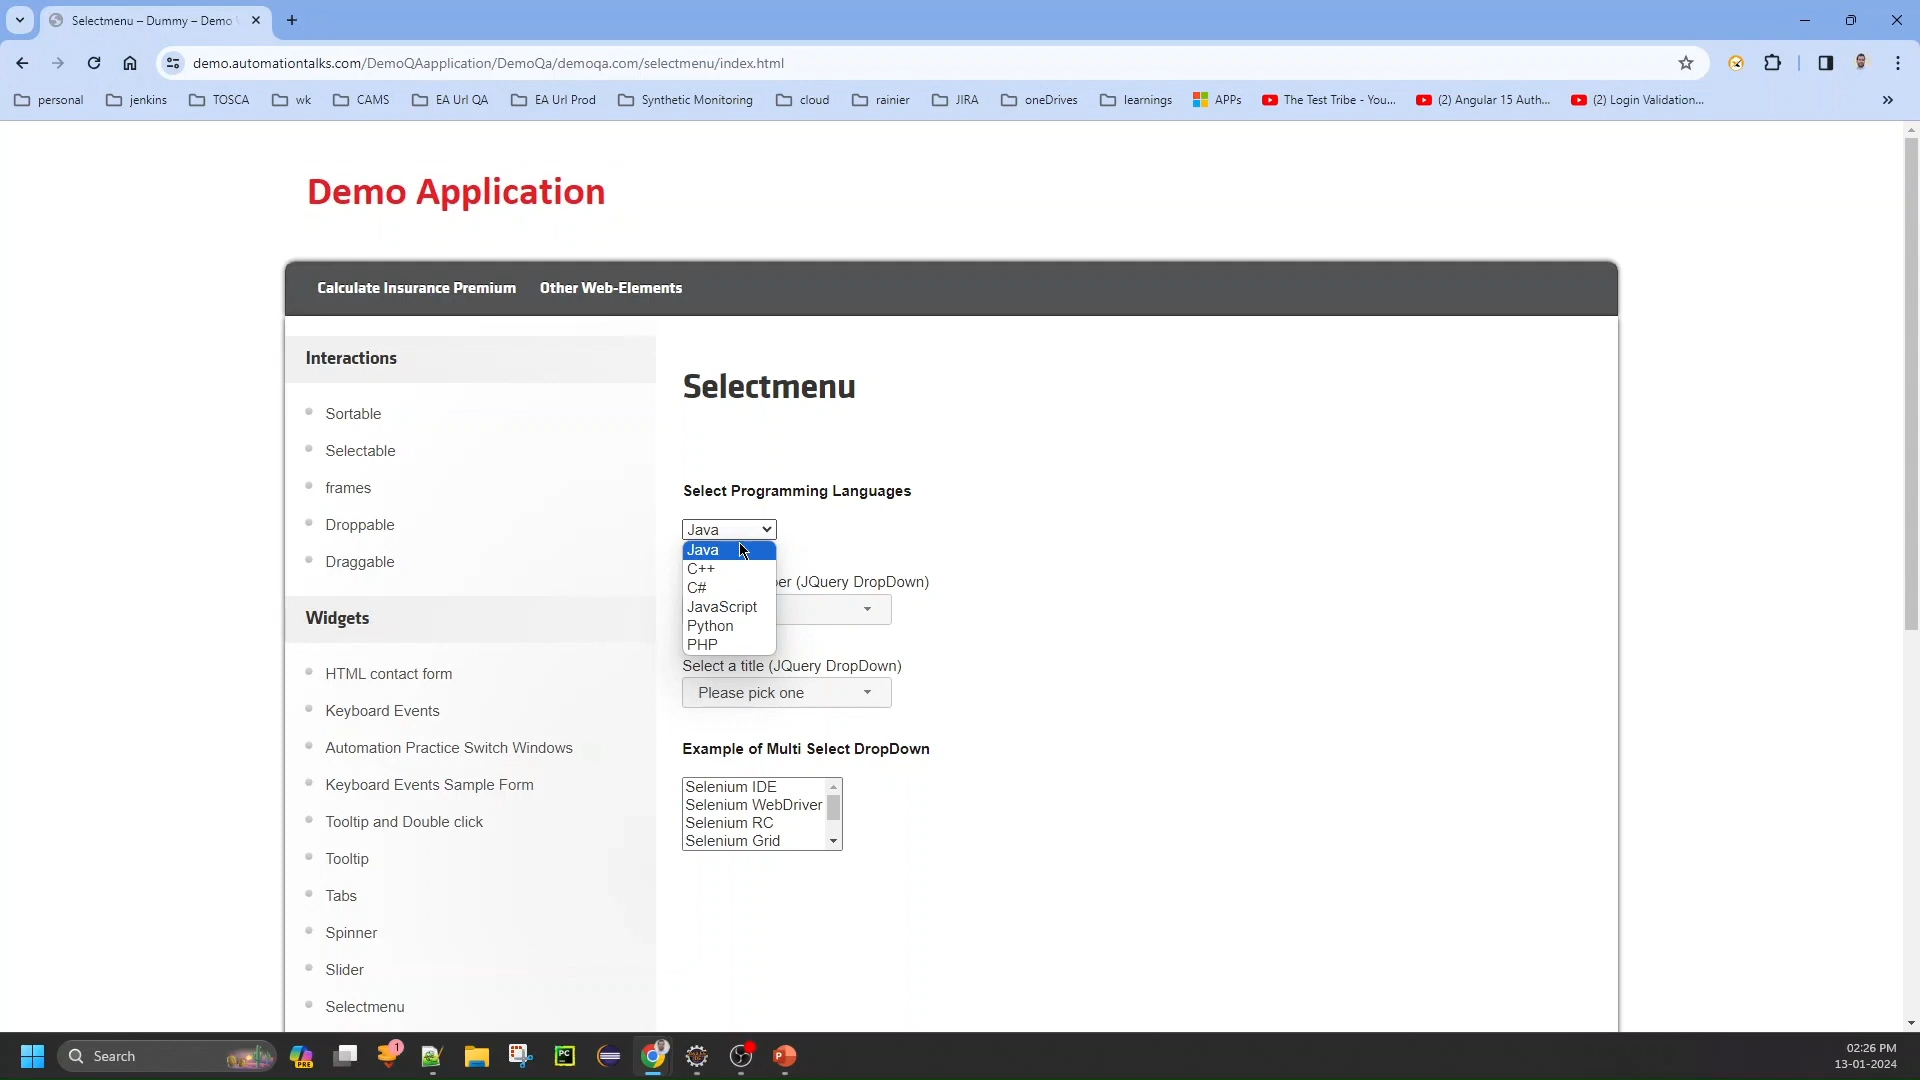 Selectmenu – Dummy – Demo
demo.automationtalks.com/DemoQAapplication/DemoQa/demoqa.com/selectmenu/index.html
personal jenkins TOSCA wk CAMS EA Url QA EA Url Prod Synthetic Monitoring cloud rainier JIRA oneDrives learnings APPs The Test Tribe - You... (2) Angular 15 Auth... (2) Login Validation...
Demo Application
Calculate Insurance Premium Other Web-Elements
Interactions
Sortable
Selectable
frames
Droppable
Draggable
Widgets
HTML contact form
Keyboard Events
Automation Practice Switch Windows
Keyboard Events Sample Form
Tooltip and Double click
Tooltip
Tabs
Spinner
Slider
Selectmenu
Selectmenu
Select Programming Languages
Java
Java
C++
C#
JavaScript
Python
PHP
(JQuery DropDown)
Select a title (JQuery DropDown)
Please pick one
Example of Multi Select DropDown
Selenium IDE
Selenium WebDriver
Selenium RC
Selenium Grid
Search
PRE
1
PC
P
02:26 PM
13-01-2024